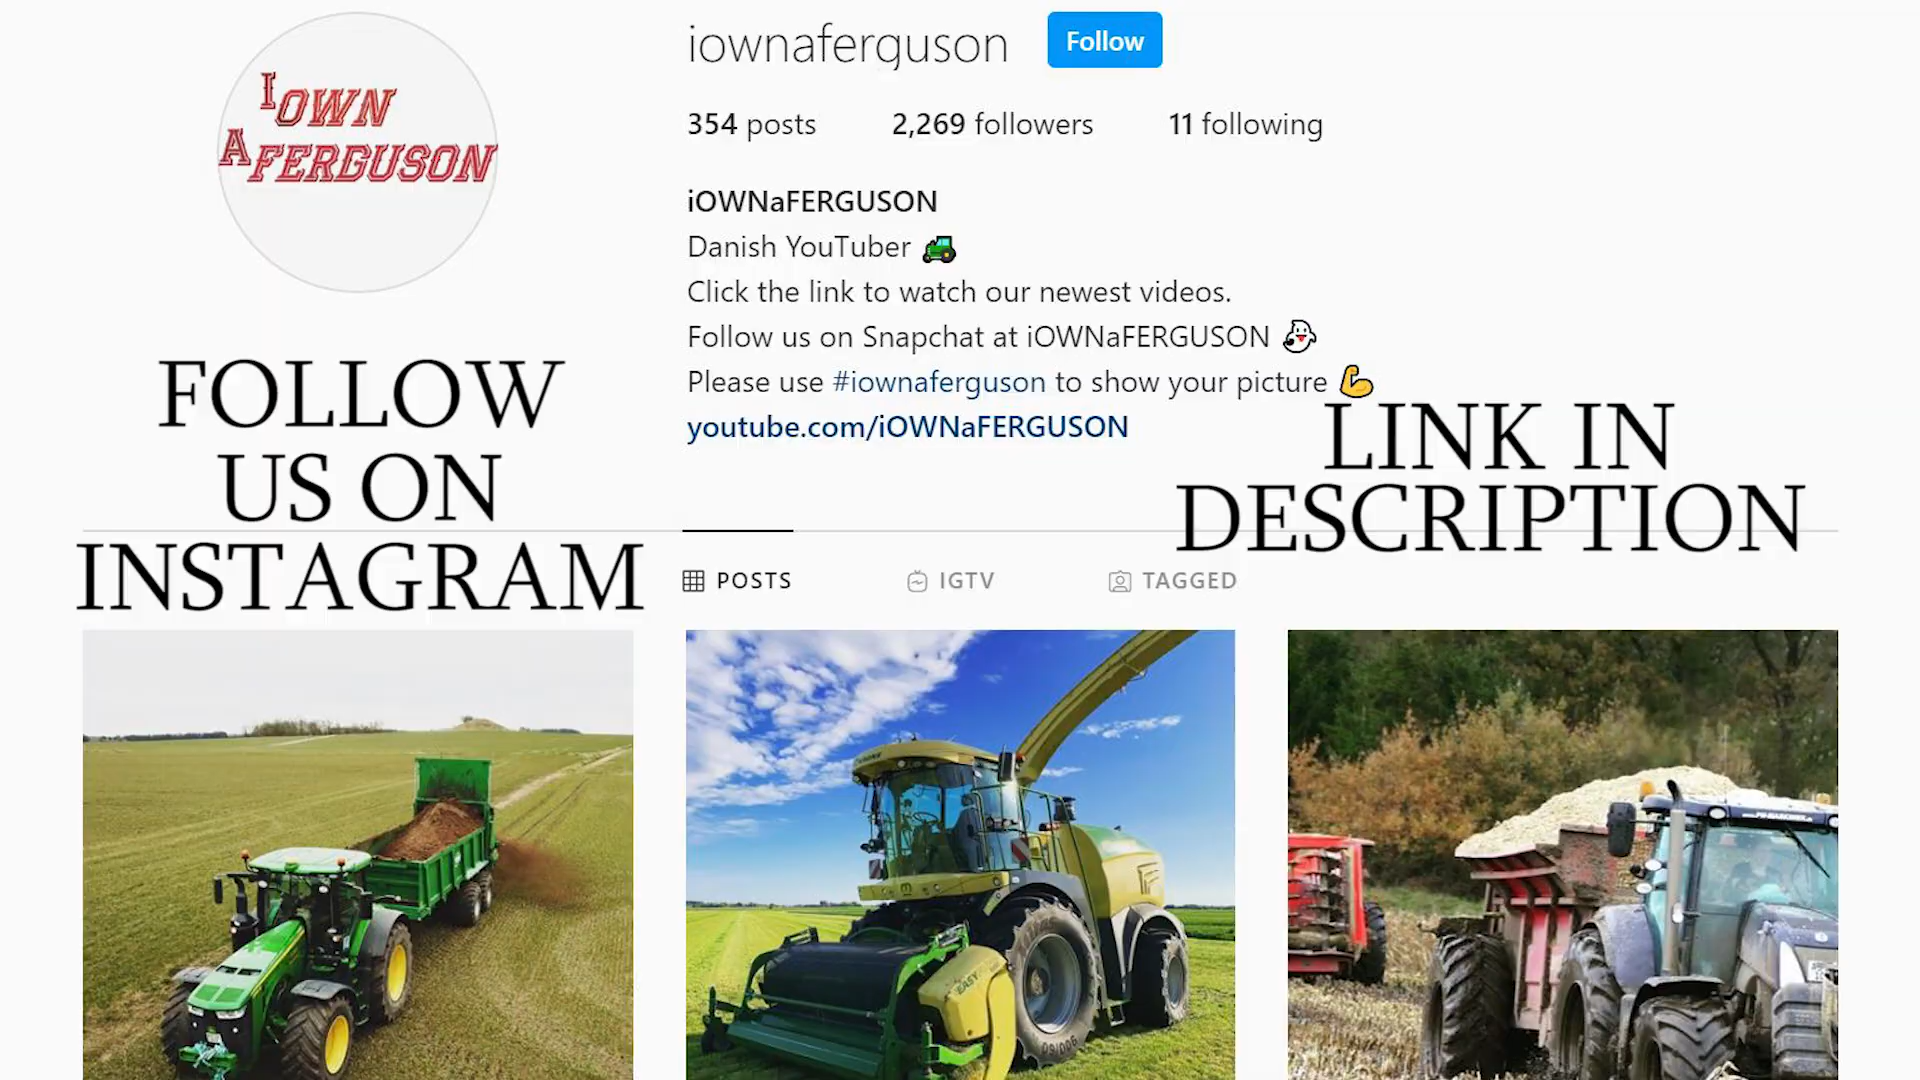 I OWN
A FERGUSON
iownaferguson
Follow
354 posts
2,269 followers
11 following
iOWNaFERGUSON
Danish YouTuber 🚜
Click the link to watch our newest videos.
Follow us on Snapchat at iOWNaFERGUSON 👻
Please use #iownaferguson to show your picture 💪
youtube.com/iOWNaFERGUSON
FOLLOW
US ON
INSTAGRAM
LINK IN
DESCRIPTION
POSTS
IGTV
TAGGED
EASY